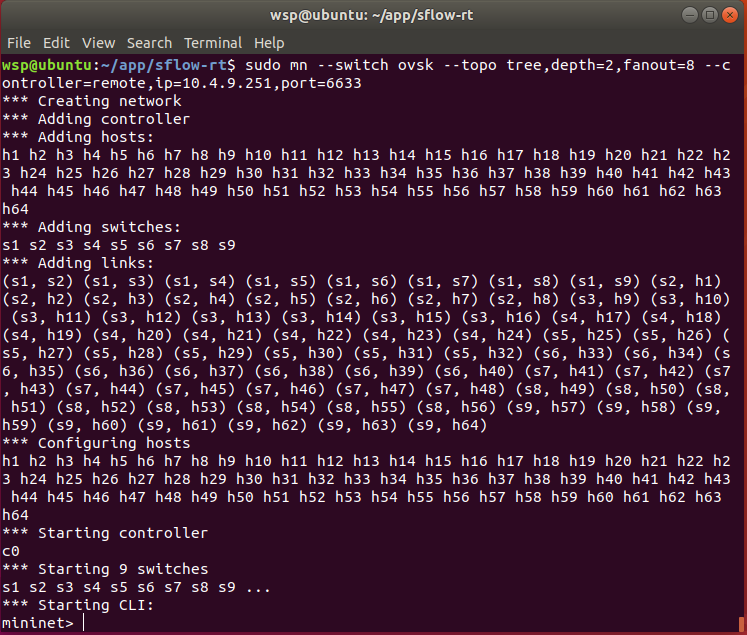 wsp@ubuntu: ~/app/sflow-rt
File Edit View Search Terminal Help
wsp@ubuntu:~/app/sflow-rt$ sudo mn --switch ovsk --topo tree,depth=2,fanout=8 --c
ontroller=remote,ip=10.4.9.251,port=6633
*** Creating network
*** Adding controller
*** Adding hosts:
h1 h2 h3 h4 h5 h6 h7 h8 h9 h10 h11 h12 h13 h14 h15 h16 h17 h18 h19 h20 h21 h22 h2
3 h24 h25 h26 h27 h28 h29 h30 h31 h32 h33 h34 h35 h36 h37 h38 h39 h40 h41 h42 h43
 h44 h45 h46 h47 h48 h49 h50 h51 h52 h53 h54 h55 h56 h57 h58 h59 h60 h61 h62 h63
h64
*** Adding switches:
s1 s2 s3 s4 s5 s6 s7 s8 s9
*** Adding links:
(s1, s2) (s1, s3) (s1, s4) (s1, s5) (s1, s6) (s1, s7) (s1, s8) (s1, s9) (s2, h1)
(s2, h2) (s2, h3) (s2, h4) (s2, h5) (s2, h6) (s2, h7) (s2, h8) (s3, h9) (s3, h10)
 (s3, h11) (s3, h12) (s3, h13) (s3, h14) (s3, h15) (s3, h16) (s4, h17) (s4, h18)
(s4, h19) (s4, h20) (s4, h21) (s4, h22) (s4, h23) (s4, h24) (s5, h25) (s5, h26) (
s5, h27) (s5, h28) (s5, h29) (s5, h30) (s5, h31) (s5, h32) (s6, h33) (s6, h34) (s
6, h35) (s6, h36) (s6, h37) (s6, h38) (s6, h39) (s6, h40) (s7, h41) (s7, h42) (s7
, h43) (s7, h44) (s7, h45) (s7, h46) (s7, h47) (s7, h48) (s8, h49) (s8, h50) (s8,
 h51) (s8, h52) (s8, h53) (s8, h54) (s8, h55) (s8, h56) (s9, h57) (s9, h58) (s9,
h59) (s9, h60) (s9, h61) (s9, h62) (s9, h63) (s9, h64)
*** Configuring hosts
h1 h2 h3 h4 h5 h6 h7 h8 h9 h10 h11 h12 h13 h14 h15 h16 h17 h18 h19 h20 h21 h22 h2
3 h24 h25 h26 h27 h28 h29 h30 h31 h32 h33 h34 h35 h36 h37 h38 h39 h40 h41 h42 h43
 h44 h45 h46 h47 h48 h49 h50 h51 h52 h53 h54 h55 h56 h57 h58 h59 h60 h61 h62 h63
h64
*** Starting controller
c0
*** Starting 9 switches
s1 s2 s3 s4 s5 s6 s7 s8 s9 ...
*** Starting CLI:
mininet>